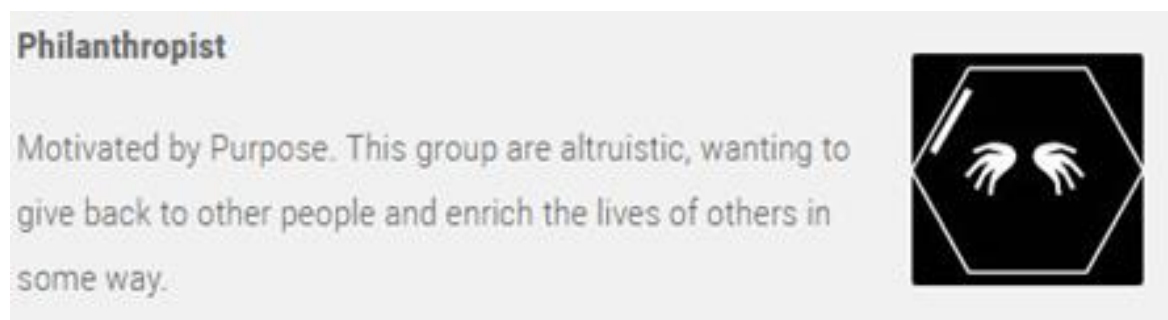 Philanthropist
Motivated by Purpose. This group are altruistic, wanting to
give back to other people and enrich the lives of others in
some way.